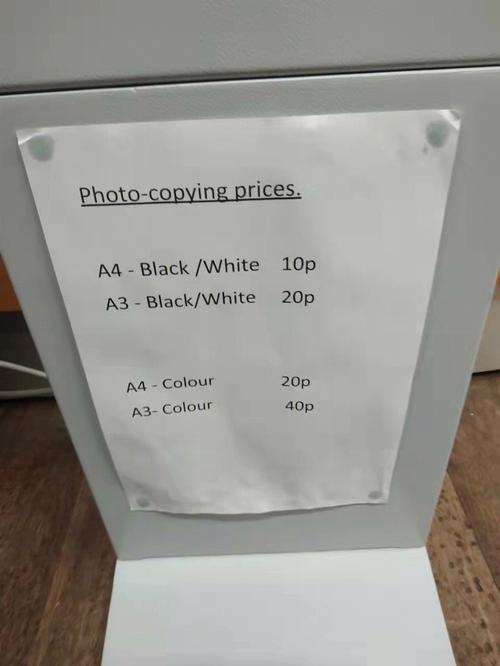 Photo-copying prices.
A4 - Black /White 10p
A3 - Black/White 20p
A4 - Colour 20p
A3- Colour 40p